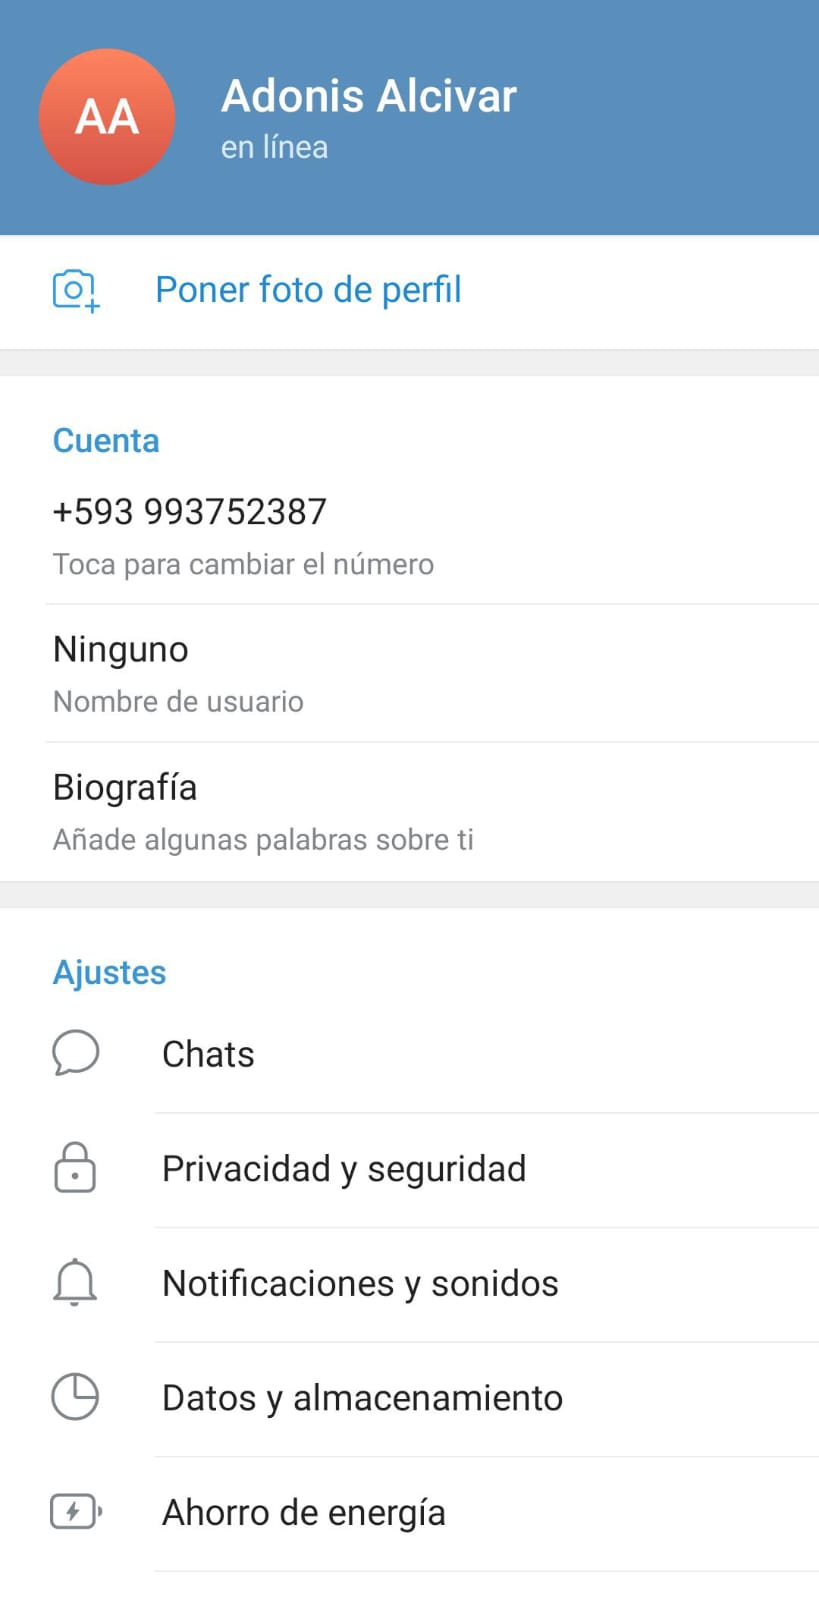 AA
Adonis Alcivar
en línea
Poner foto de perfil
Cuenta
+593 993752387
Toca para cambiar el número
Ninguno
Nombre de usuario
Biografía
Añade algunas palabras sobre ti
Ajustes
Chats
Privacidad y seguridad
Notificaciones y sonidos
Datos y almacenamiento
Ahorro de energía